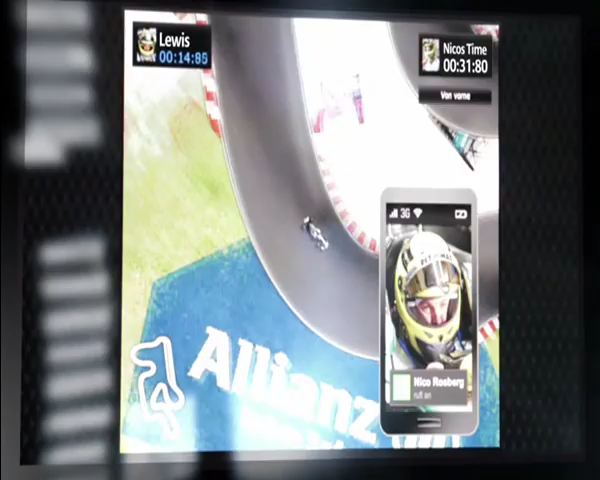 Lewis
00:14:85
Nicos Time
00:31:80
Von vorne
3G
Allianz
Nico Rosberg
ruft an